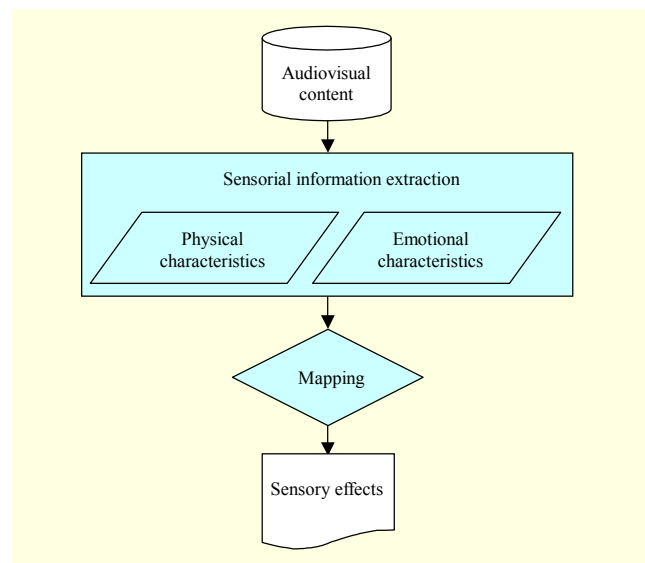 Audiovisual
content
Sensorial information extraction
Physical
characteristics
Emotional
characteristics
Mapping
Sensory effects